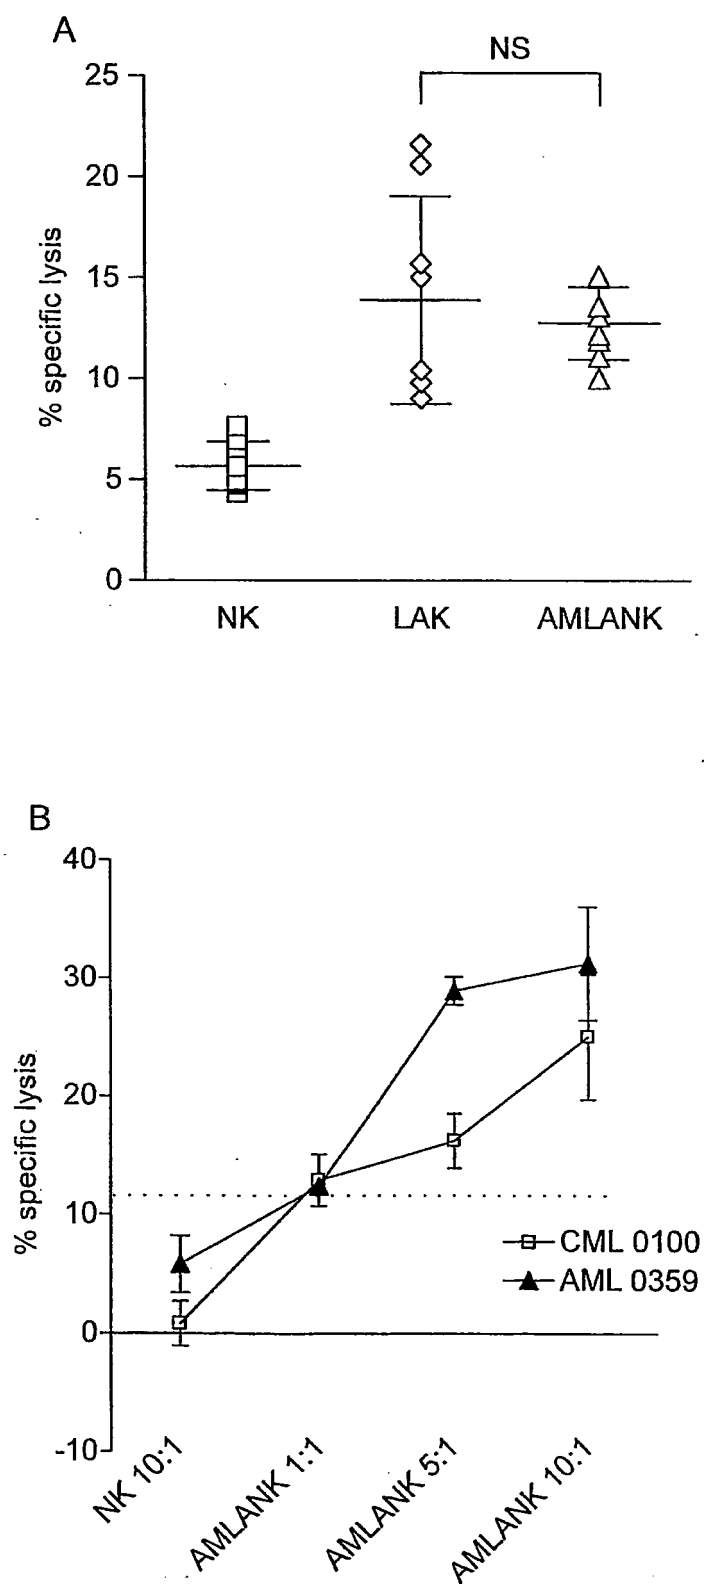 A
NS
25
20
15
10
5
0
% specific lysis
NK LAK AMLANK
B
40
30
20
10
0
-10
% specific lysis
CML 0100
AML 0359
NK 10:1
AMLANK 1:1
AMLANK 5:1
AMLANK 10:1